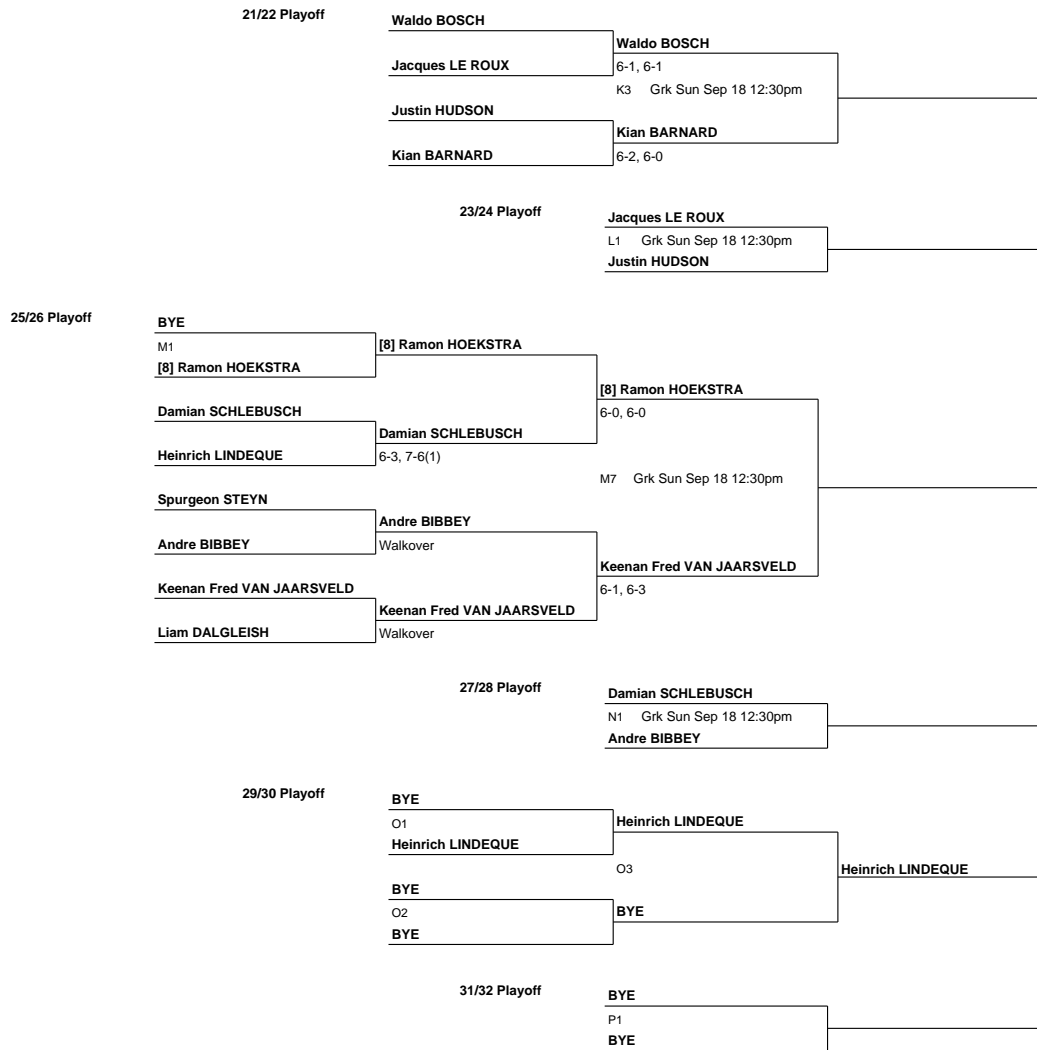 21/22 Playoff
Waldo BOSCH
Waldo BOSCH
Jacques LE ROUX
6-1, 6-1
K3 Grk Sun Sep 18 12:30pm
Justin HUDSON
Kian BARNARD
Kian BARNARD
6-2, 6-0
23/24 Playoff
Jacques LE ROUX
L1 Grk Sun Sep 18 12:30pm
Justin HUDSON
25/26 Playoff
BYE
M1
[8] Ramon HOEKSTRA
[8] Ramon HOEKSTRA
[8] Ramon HOEKSTRA
6-0, 6-0
Damian SCHLEBUSCH
Damian SCHLEBUSCH
Heinrich LINDEQUE
6-3, 7-6(1)
M7 Grk Sun Sep 18 12:30pm
Spurgeon STEYN
Andre BIBBEY
Andre BIBBEY
Walkover
Keenan Fred VAN JAARSVELD
6-1, 6-3
Keenan Fred VAN JAARSVELD
Keenan Fred VAN JAARSVELD
Liam DALGLEISH
Walkover
27/28 Playoff
Damian SCHLEBUSCH
N1 Grk Sun Sep 18 12:30pm
Andre BIBBEY
29/30 Playoff
BYE
O1
Heinrich LINDEQUE
Heinrich LINDEQUE
O3
Heinrich LINDEQUE
BYE
O2
BYE
BYE
31/32 Playoff
BYE
P1
BYE